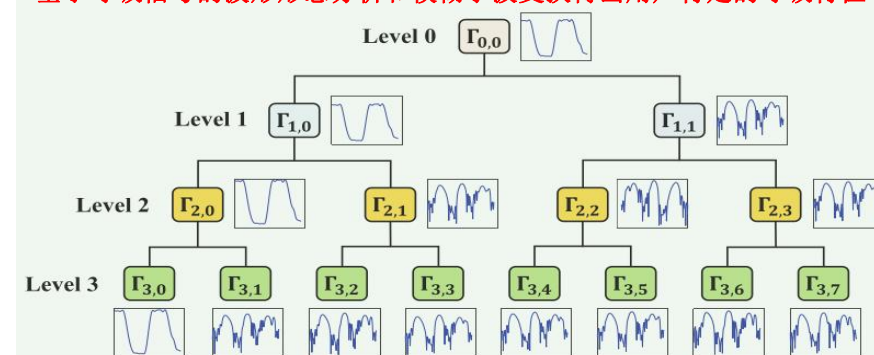 Level 0 Γ0,0
Level 1 Γ1,0 Γ1,1
Level 2 Γ2,0 Γ2,1 Γ2,2 Γ2,3
Level 3 Γ3,0 Γ3,1 Γ3,2 Γ3,3 Γ3,4 Γ3,5 Γ3,6 Γ3,7